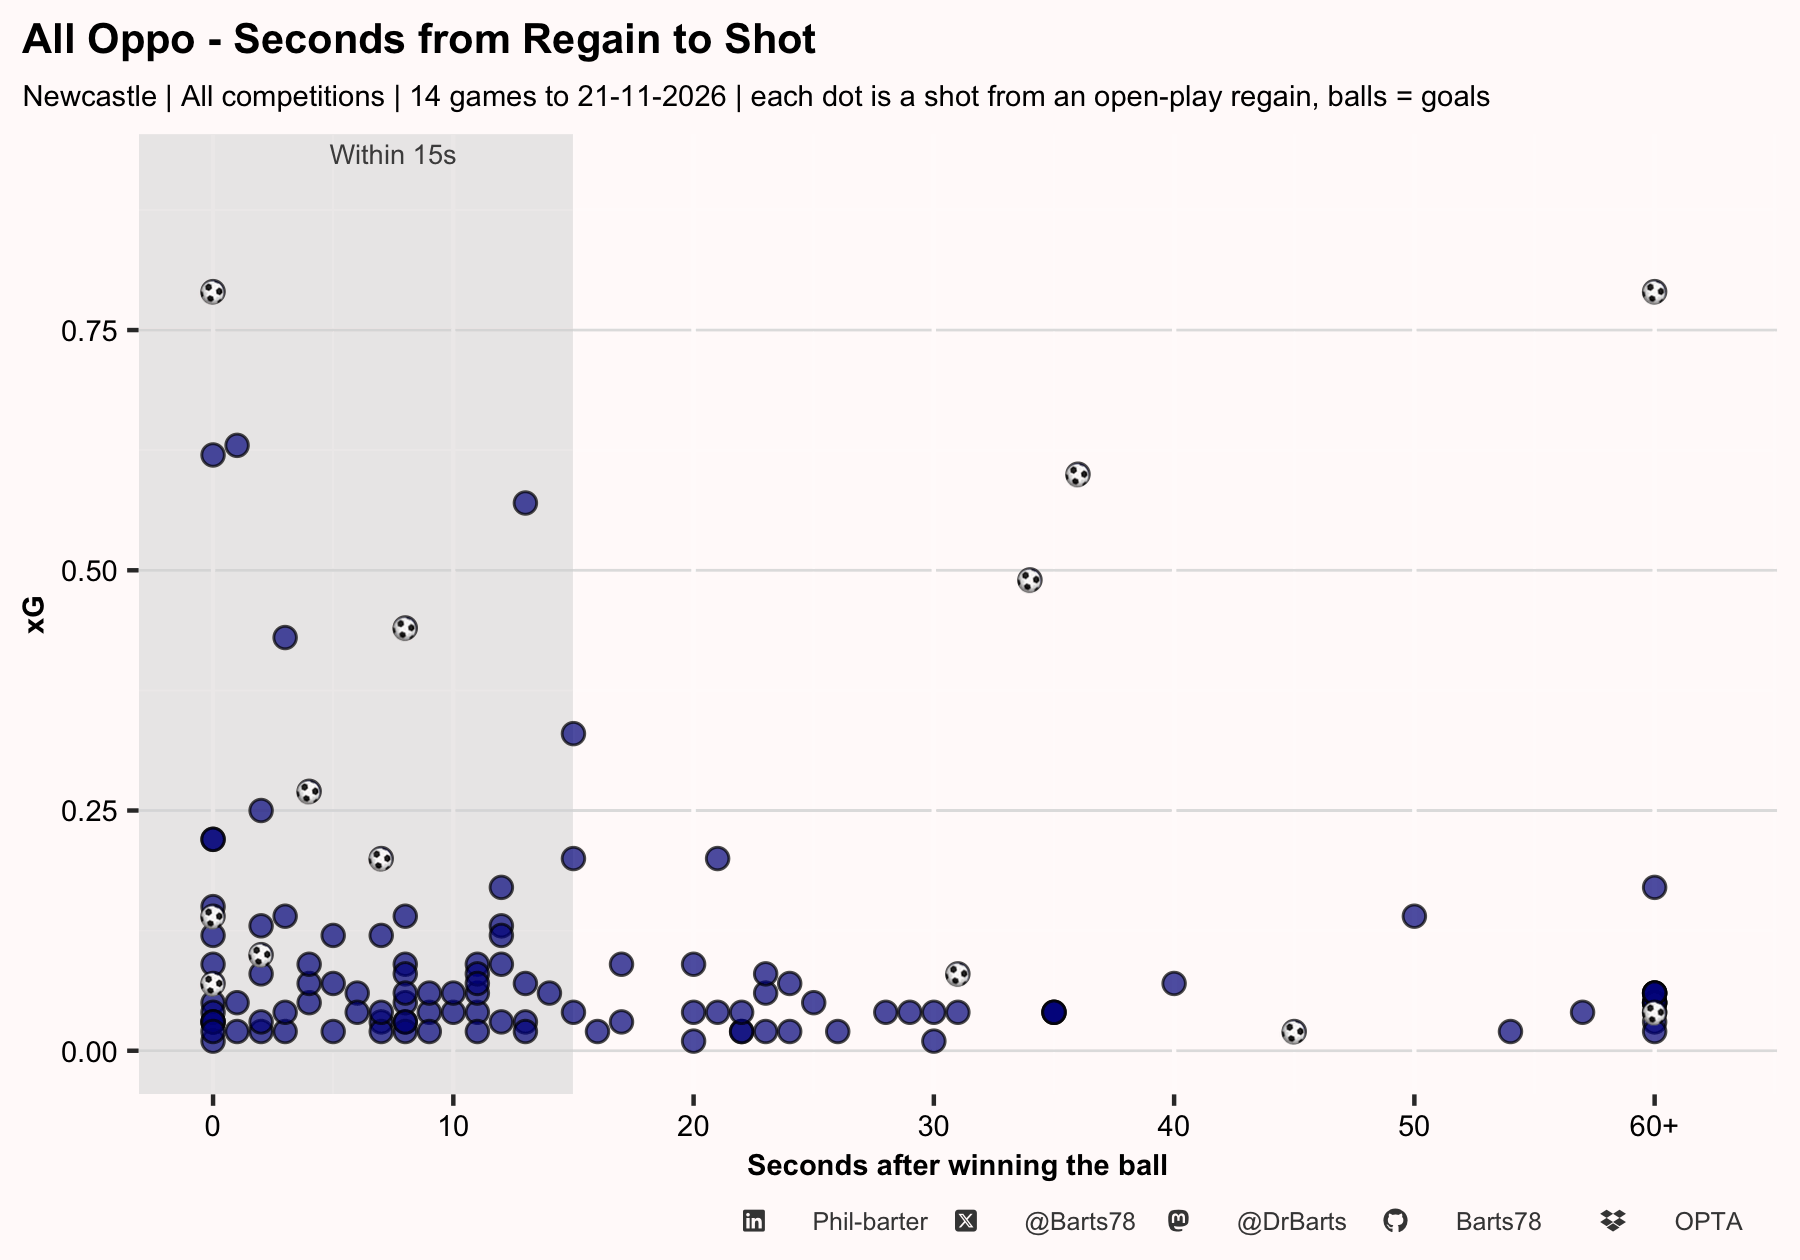 All Oppo - Seconds from Regain to Shot
Newcastle | All competitions | 14 games to 21-11-2026 | each dot is a shot from an open-play regain, balls = goals
Within 15s
0.75
0.50
0.25
0.00
xG
0 10 20 30 40 50 60+
Seconds after winning the ball
Phil-barter @Barts78 @DrBarts Barts78 OPTA